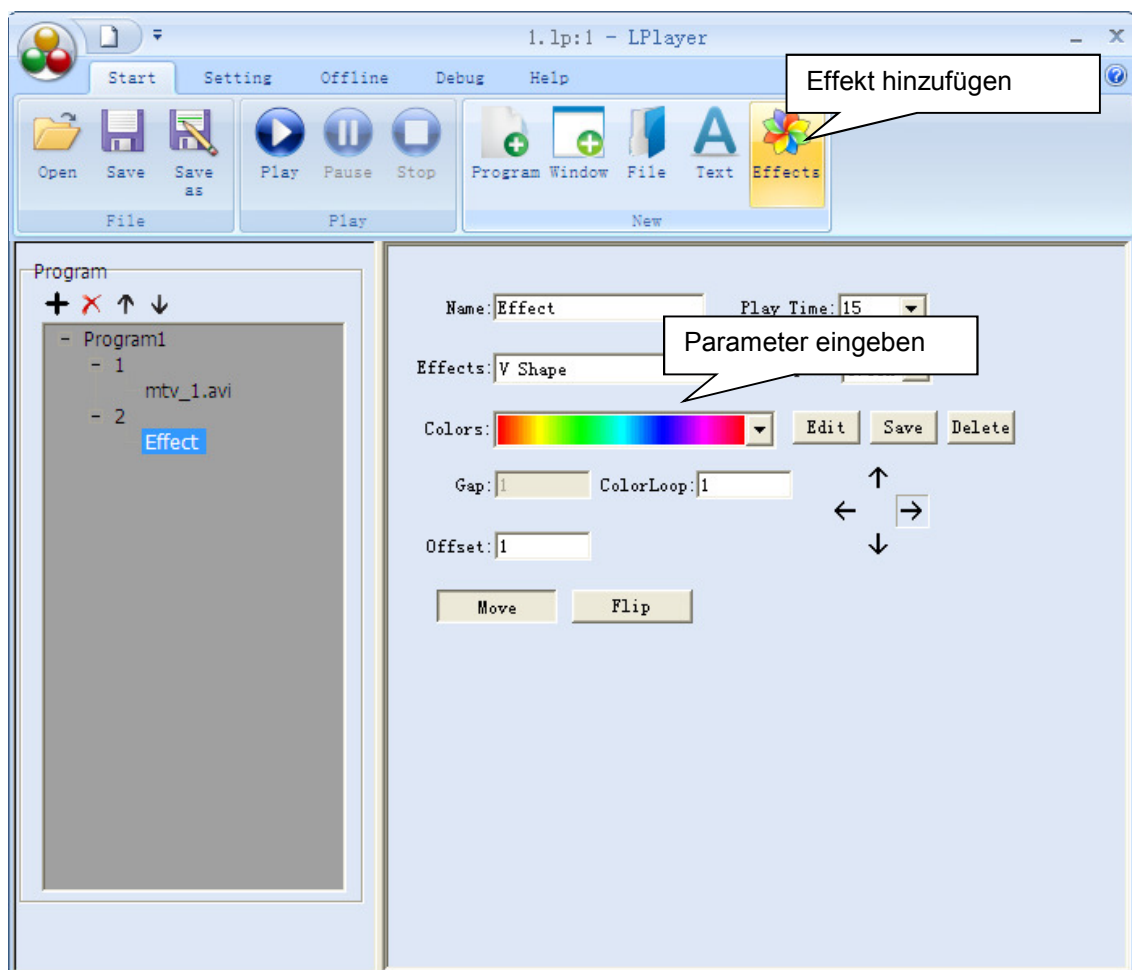 1.lp:1 - LPlayer
Start Setting Offline Debug Help
Effekt hinzufügen
Open Save Save as Play Pause Stop Program Window File Text Effects
File Play New
Program
Name: Effect Play Time: 15
- Program1
- 1
mtv_1.avi
- 2
Effect
Parameter eingeben
Effects: V Shape
Colors: Edit Save Delete
Gap: 1 ColorLoop: 1
Offset: 1
Move Flip